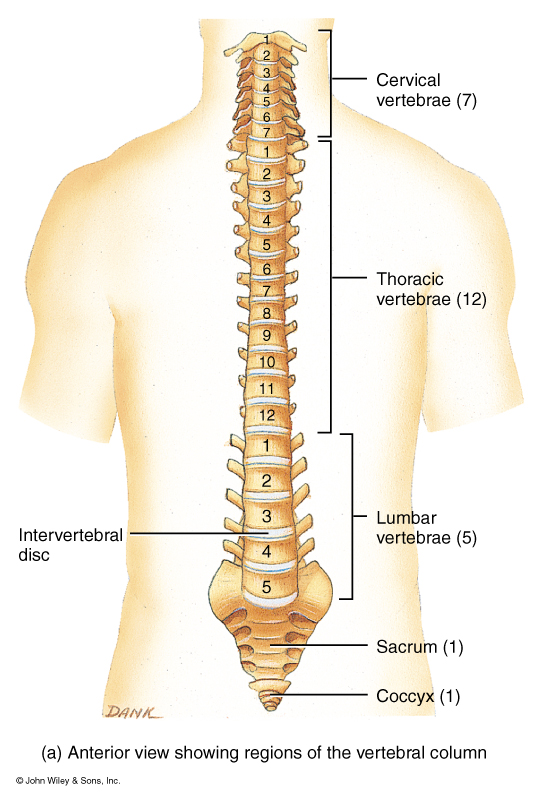 1
2
3
4
5
6
7
Cervical
vertebrae (7)
1
2
3
4
5
6
7
8
9
10
11
12
Thoracic
vertebrae (12)
1
2
3
4
5
Lumbar
vertebrae (5)
Intervertebral
disc
Sacrum (1)
Coccyx (1)
DANK
(a) Anterior view showing regions of the vertebral column
© John Wiley & Sons, Inc.